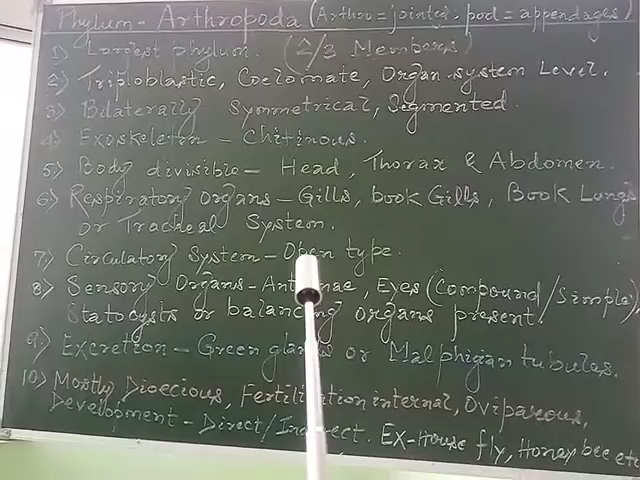 Phylum - Arthropoda (Arthro = jointed; pod = appendages)
1) Largest phylum. (2/3 Members)
2) Triploblastic, Coelomate, Organ-system Level.
3) Bilaterally Symmetrical, Segmented.
4) Exoskeleton - Chitinous.
5) Body divisible - Head, Thorax & Abdomen.
6) Respiratory Organs - Gills, book Gills, Book Lungs
or Tracheal System.
7) Circulatory System - Open type.
8) Sensory Organs - Antennae, Eyes (Compound/Simple),
Statocysts or balancing organs present.
9) Excretion - Green glands or Malphigian tubules.
10) Mostly Dioecious, Fertilization internal, Oviparous,
Development - Direct/Indirect. EX - House fly, Honey bee etc